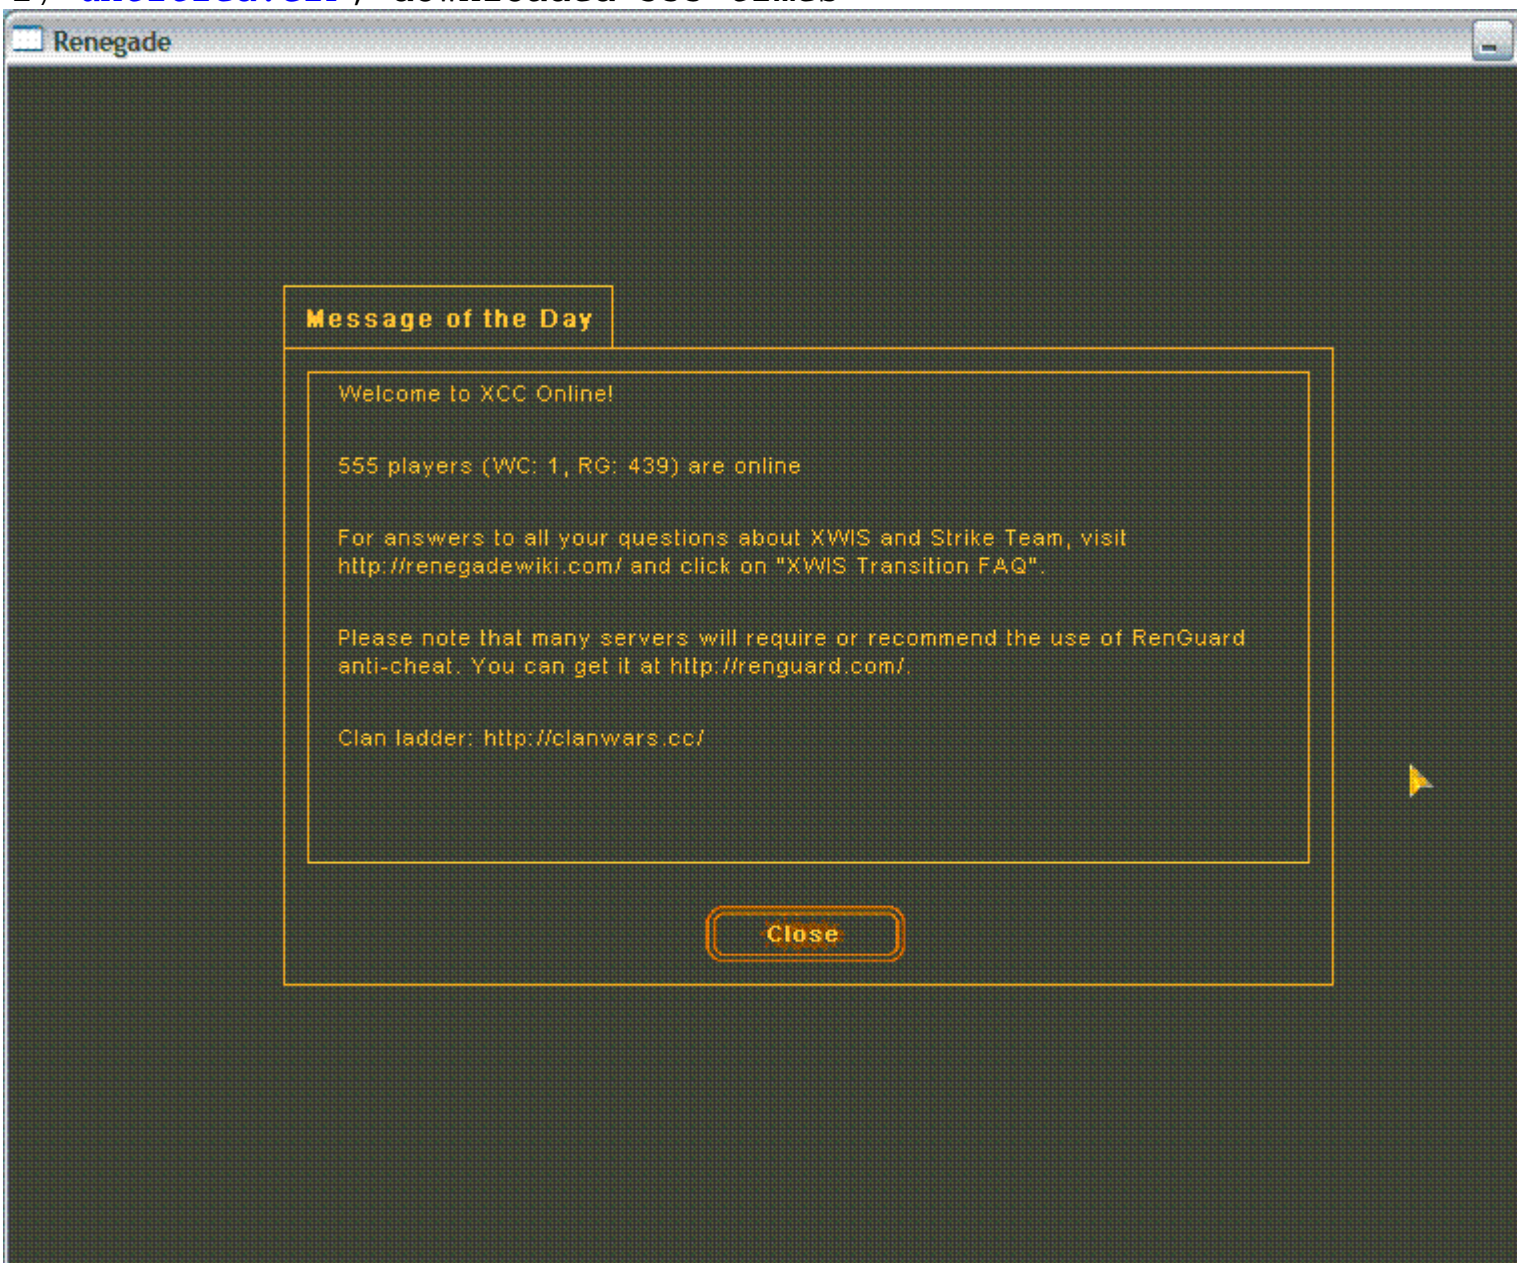 Renegade
Message of the Day
Welcome to XCC Online!
555 players (WC: 1, RG: 439) are online
For answers to all your questions about XWIS and Strike Team, visit
http://renegadewiki.com/ and click on "XWIS Transition FAQ".
Please note that many servers will require or recommend the use of RenGuard
anti-cheat. You can get it at http://renguard.com/.
Clan ladder: http://clanwars.cc/
Close